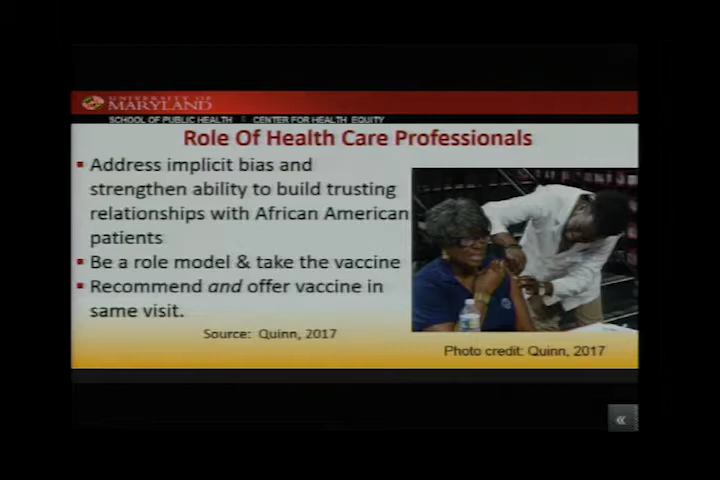 UNIVERSITY OF
MARYLAND
SCHOOL OF PUBLIC HEALTH & CENTER FOR HEALTH EQUITY
Role Of Health Care Professionals
Address implicit bias and
strengthen ability to build trusting
relationships with African American
patients
Be a role model & take the vaccine
Recommend and offer vaccine in
same visit.
Source: Quinn, 2017
Photo credit: Quinn, 2017
«